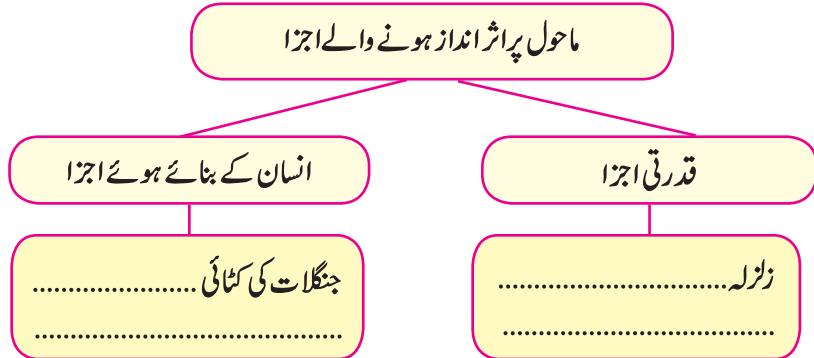 ماحول پر اثر انداز ہونے والے اجزا
قدرتی اجزا
انسان کے بنائے ہوئے اجزا
زلزلہ................................
......................................
جنگلات کی کٹائی .......................
...........................................